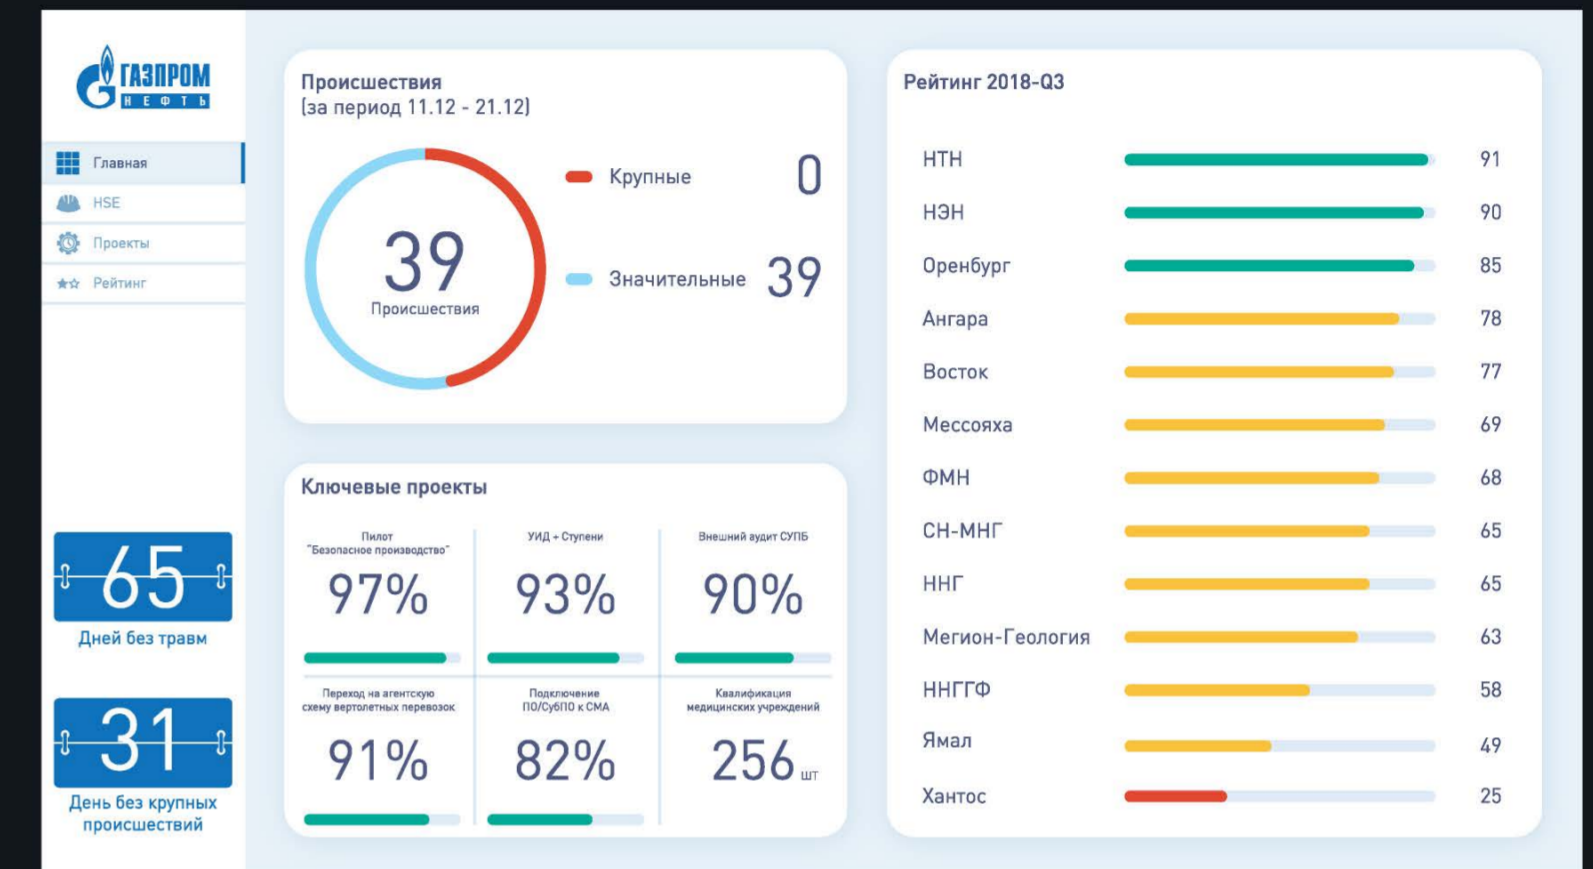 ГАЗПРОМ
НЕФТЬ
Главная
HSE
Проекты
Рейтинг
65
Дней без травм
31
День без крупных
происшествий
Происшествия
(за период 11.12 - 21.12)
39
Происшествия
Крупные 0
Значительные 39
Ключевые проекты
Пилот
"Безопасное производство"
97%
УИД + Ступени
93%
Внешний аудит СУПБ
90%
Переход на агентскую
схему вертолетных перевозок
91%
Подключение
ПО/СубПО к СМА
82%
Квалификация
медицинских учреждений
256 шт
Рейтинг 2018-Q3
НТН 91
НЭН 90
Оренбург 85
Ангара 78
Восток 77
Мессояха 69
ФМН 68
СН-МНГ 65
ННГ 65
Мегион-Геология 63
ННГГФ 58
Ямал 49
Хантос 25